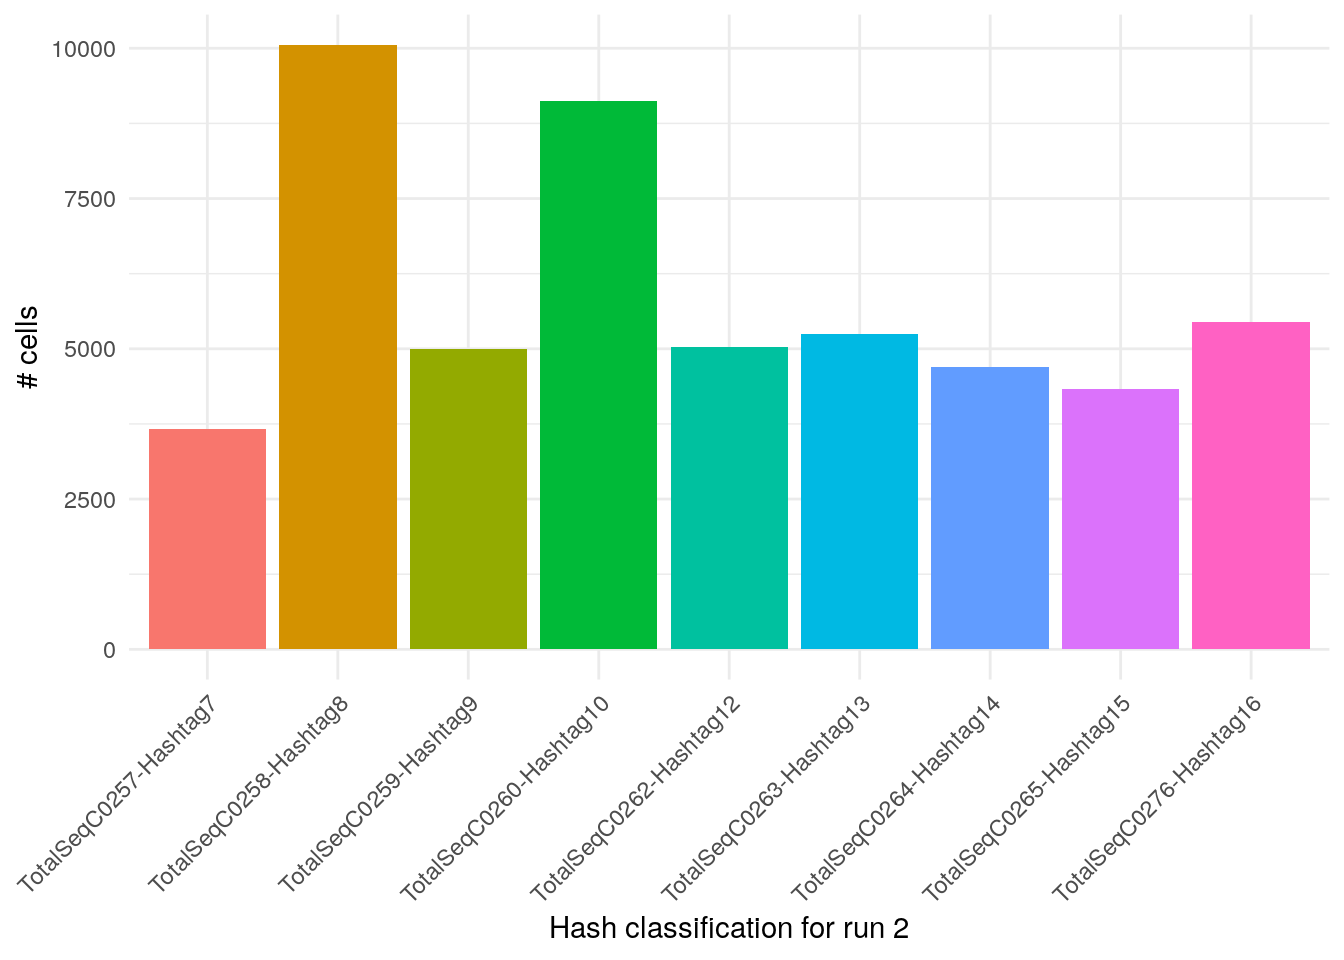 # cells
10000
7500
5000
2500
0
TotalSeqC0257-Hashtag7
TotalSeqC0258-Hashtag8
TotalSeqC0259-Hashtag9
TotalSeqC0260-Hashtag10
TotalSeqC0262-Hashtag12
TotalSeqC0263-Hashtag13
TotalSeqC0264-Hashtag14
TotalSeqC0265-Hashtag15
TotalSeqC0276-Hashtag16
Hash classification for run 2